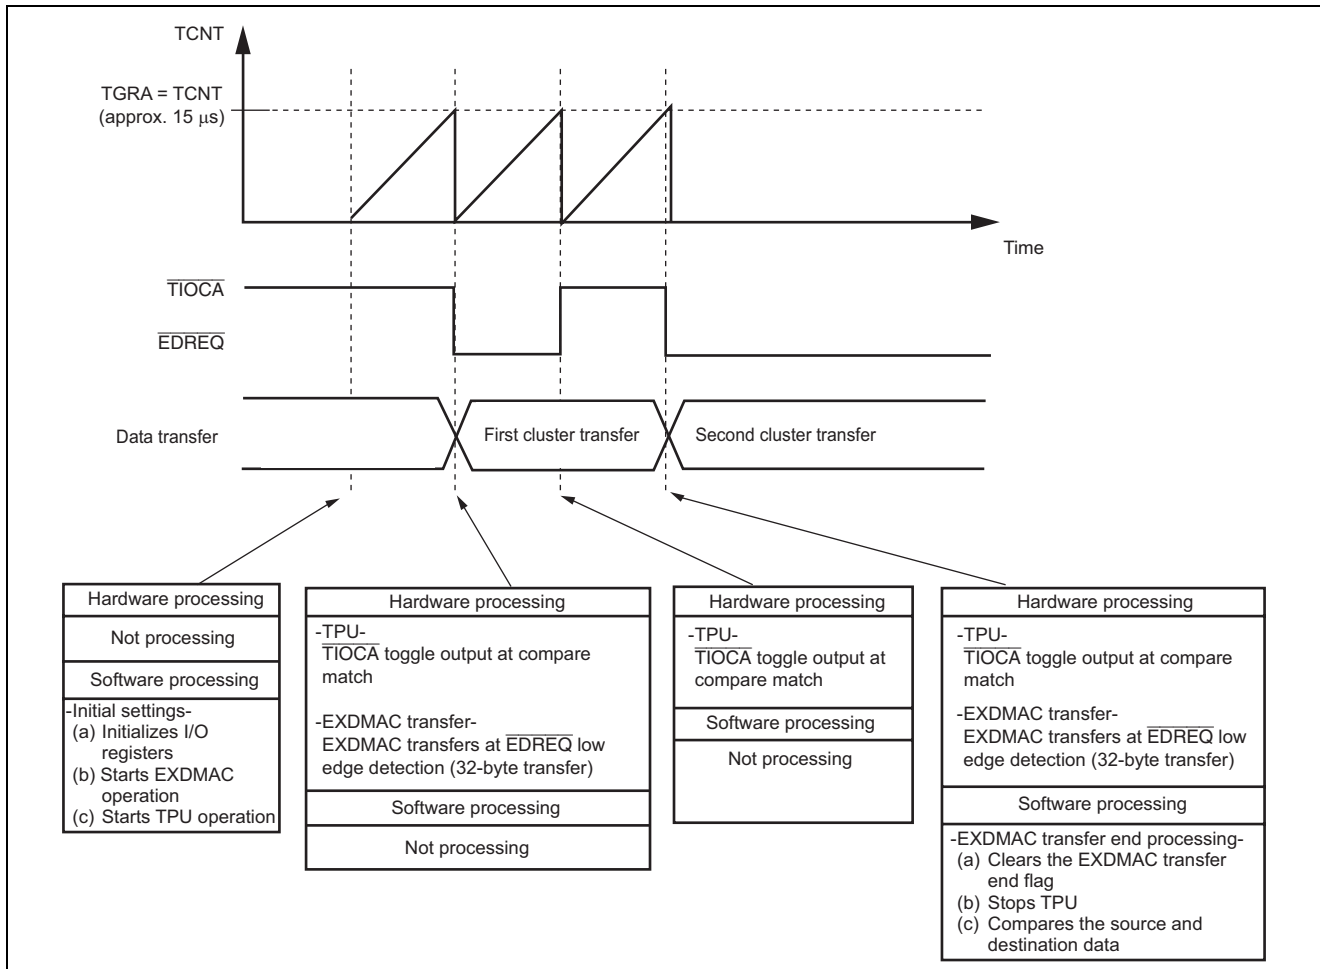 TCNT
TGRA = TCNT
(approx. 15 μs)
Time
TIOCA
EDREQ
Data transfer
First cluster transfer
Second cluster transfer
Hardware processing
Not processing
Software processing
-Initial settings-
(a) Initializes I/O
registers
(b) Starts EXDMAC
operation
(c) Starts TPU operation
Hardware processing
-TPU-
TIOCA toggle output at compare
match
-EXDMAC transfer-
EXDMAC transfers at EDREQ low
edge detection (32-byte transfer)
Software processing
Not processing
Hardware processing
-TPU-
TIOCA toggle output at
compare match
Software processing
Not processing
Hardware processing
-TPU-
TIOCA toggle output at compare
match
-EXDMAC transfer-
EXDMAC transfers at EDREQ low
edge detection (32-byte transfer)
Software processing
-EXDMAC transfer end processing-
(a) Clears the EXDMAC transfer
end flag
(b) Stops TPU
(c) Compares the source and
destination data